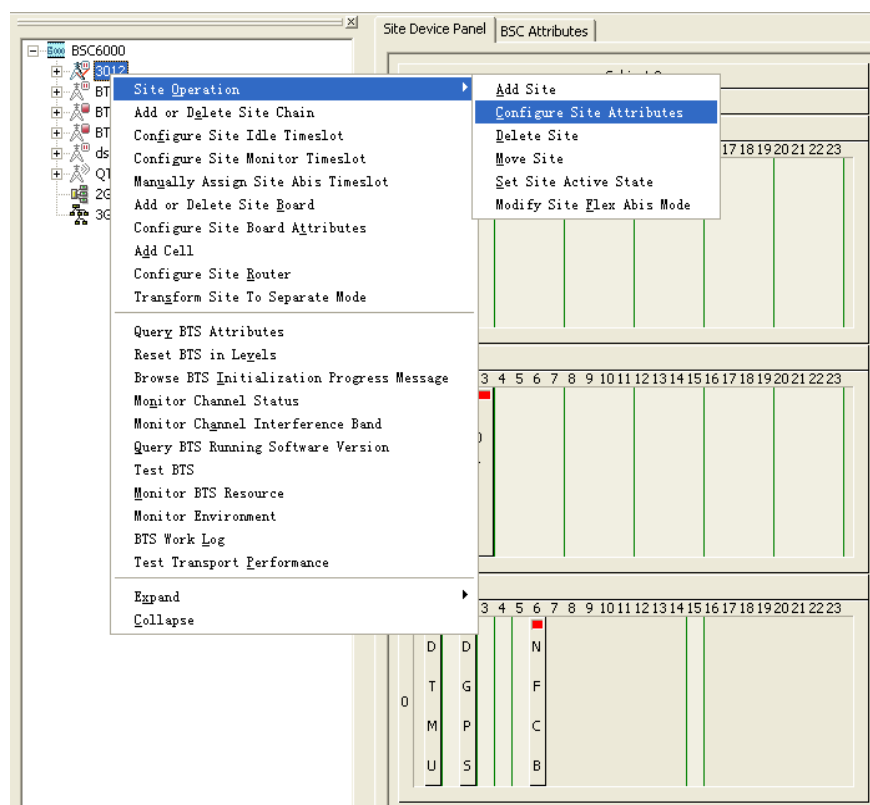 Site Device Panel
BSC Attributes
BSC6000
3012
BT
BT
BT
ds
QT
2G
3G
Site Operation
Add or Delete Site Chain
Configure Site Idle Timeslot
Configure Site Monitor Timeslot
Manually Assign Site Abis Timeslot
Add or Delete Site Board
Configure Site Board Attributes
Add Cell
Configure Site Router
Transform Site To Separate Mode
Query BTS Attributes
Reset BTS in Levels
Browse BTS Initialization Progress Message
Monitor Channel Status
Monitor Channel Interference Band
Query BTS Running Software Version
Test BTS
Monitor BTS Resource
Monitor Environment
BTS Work Log
Test Transport Performance
Expand
Collapse
Add Site
Configure Site Attributes
Delete Site
Move Site
Set Site Active State
Modify Site Flex Abis Mode
17 18 19 20 21 22 23
3 4 5 6 7 8 9 10 11 12 13 14 15 16 17 18 19 20 21 22 23
3 4 5 6 7 8 9 10 11 12 13 14 15 16 17 18 19 20 21 22 23
0
D T M U
D G P S
N F C B